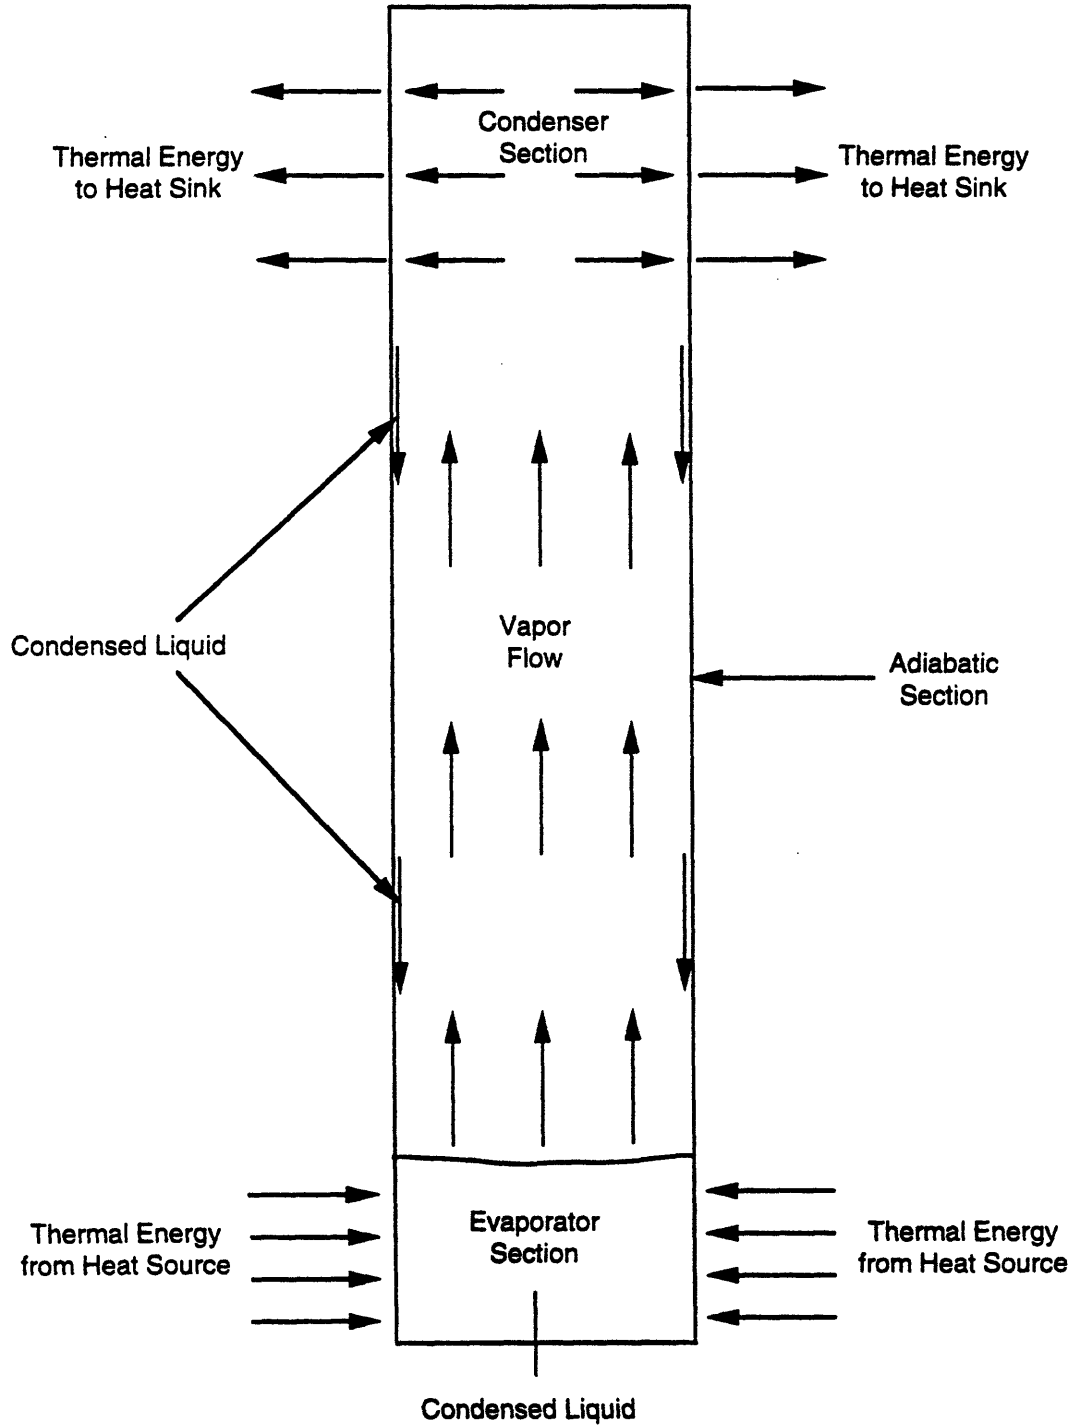 Condenser
Section
Thermal Energy
to Heat Sink
Thermal Energy
to Heat Sink
Condensed Liquid
Vapor
Flow
Adiabatic
Section
Thermal Energy
from Heat Source
Evaporator
Section
Thermal Energy
from Heat Source
Condensed Liquid